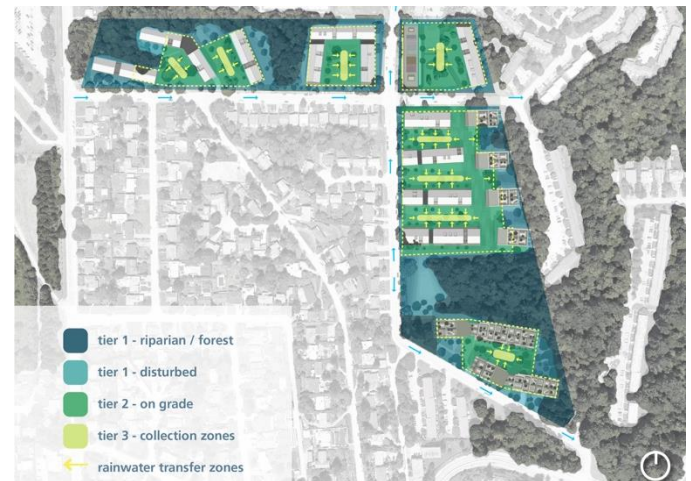 tier 1 - riparian / forest
tier 1 - disturbed
tier 2 - on grade
tier 3 - collection zones
rainwater transfer zones